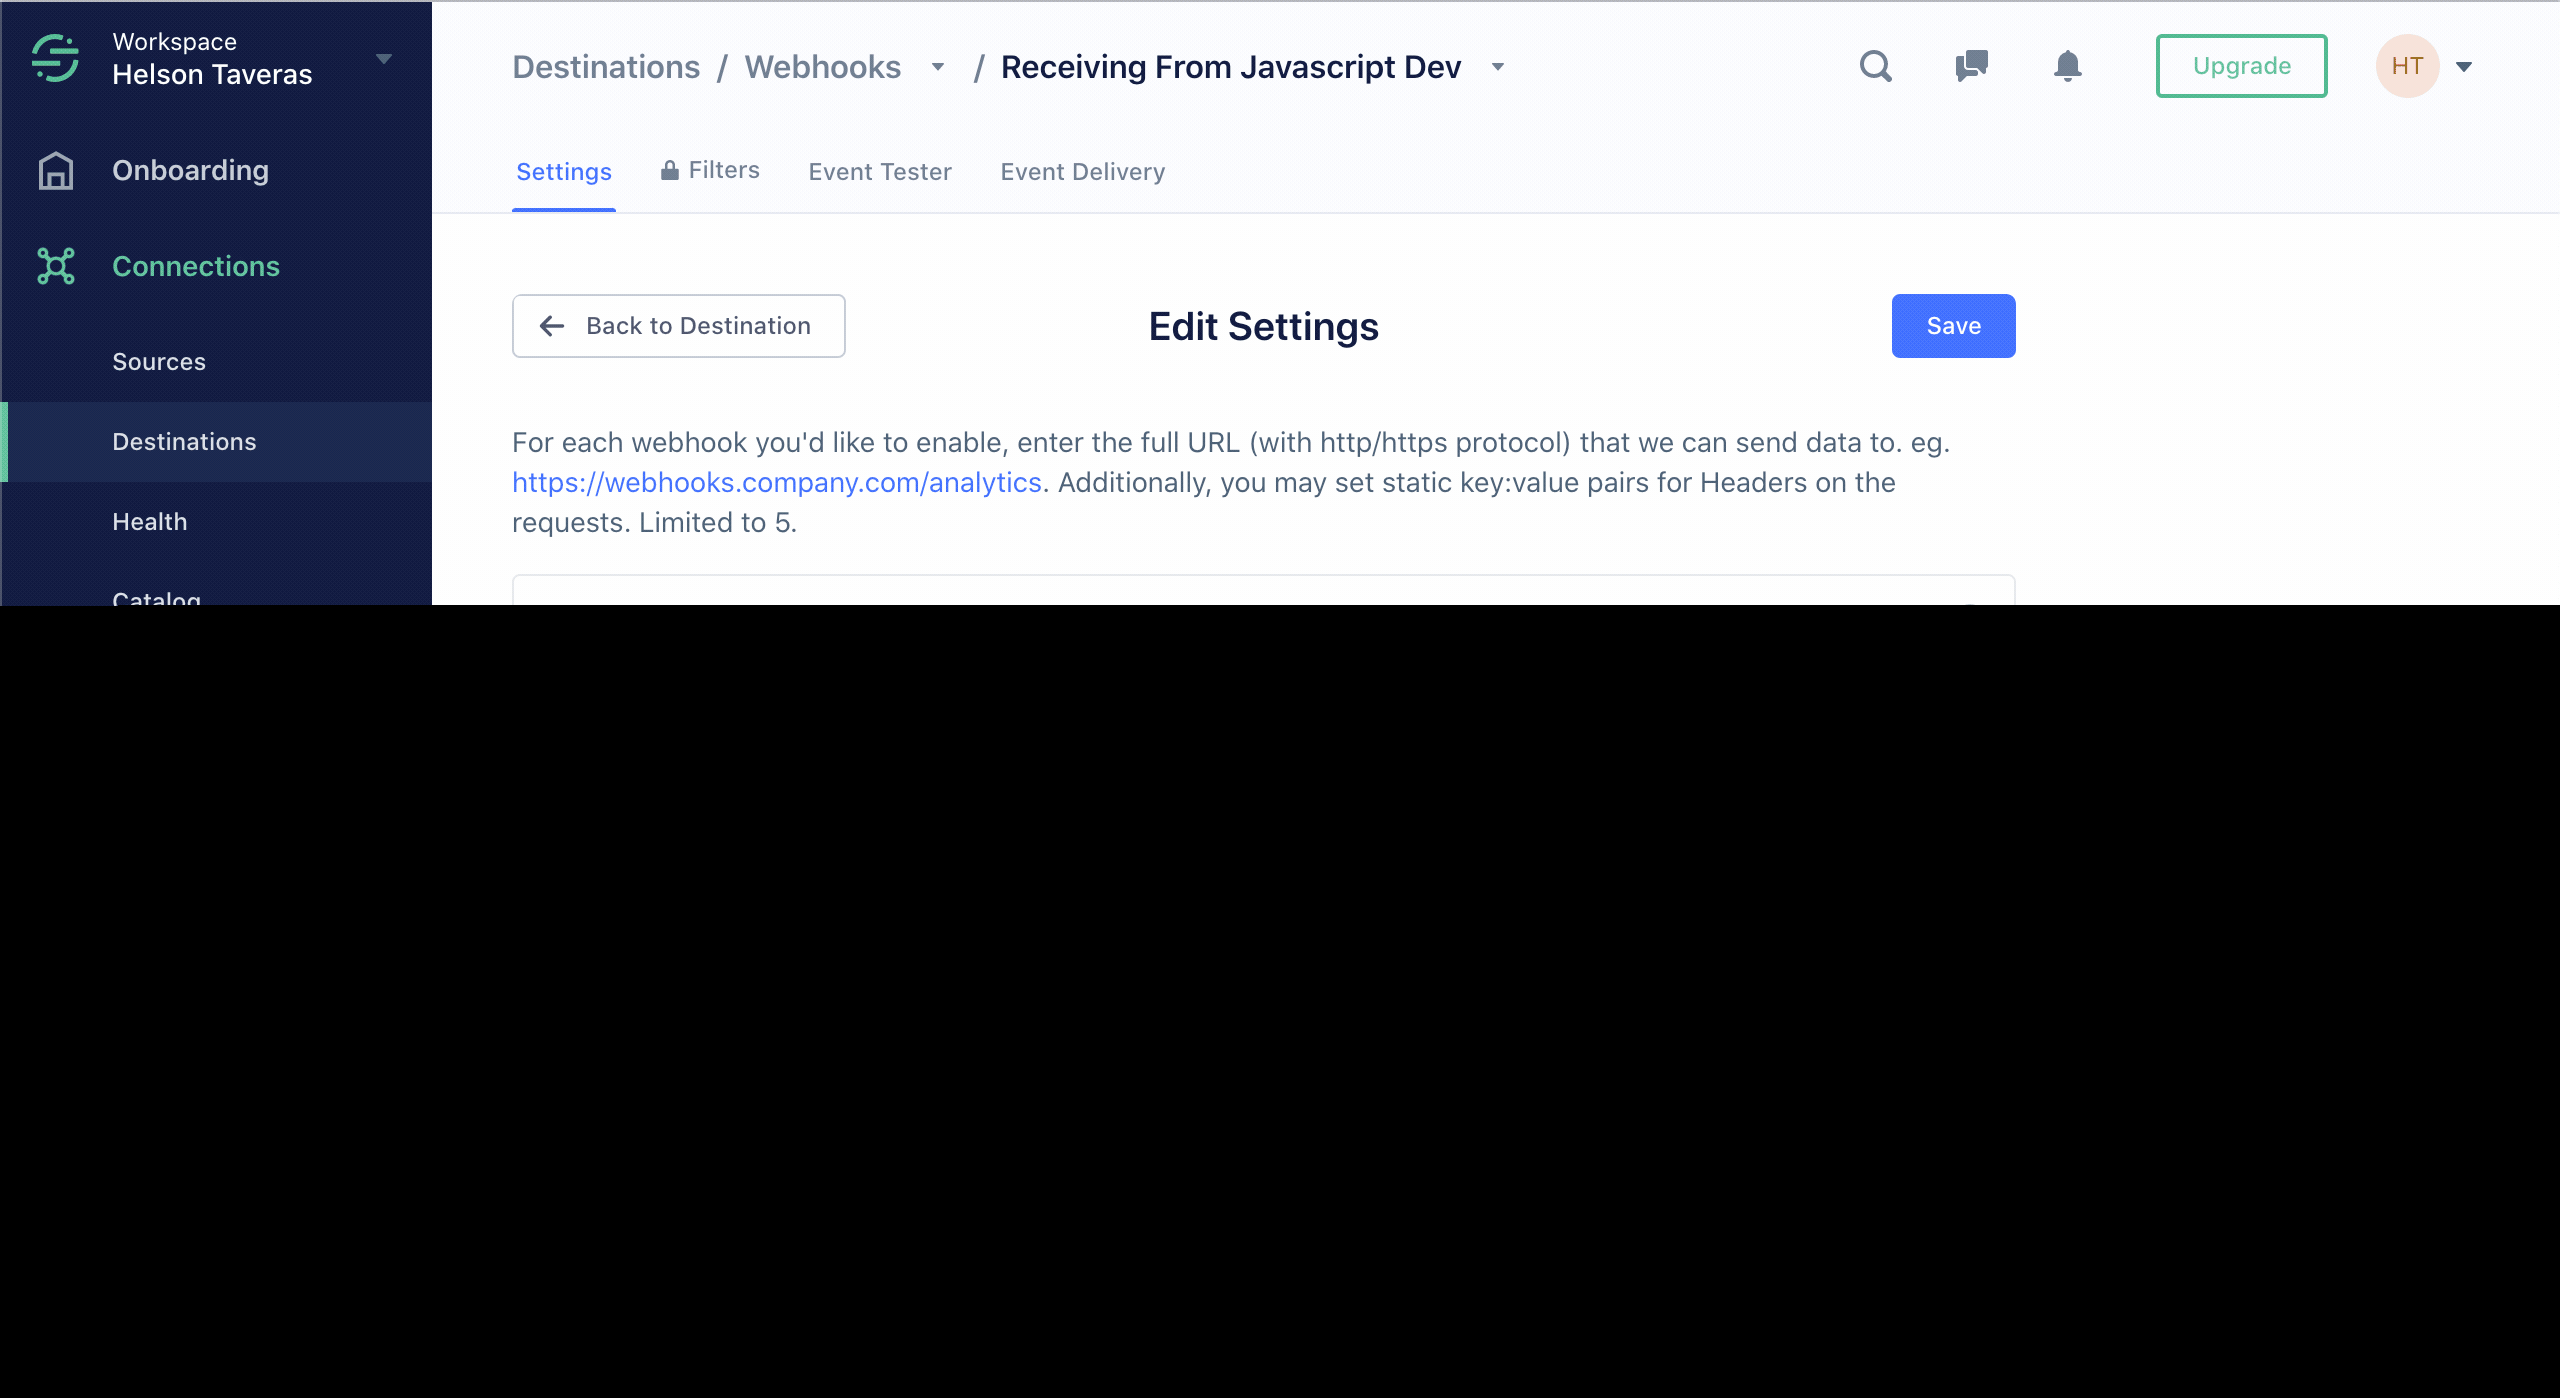 Workspace
Helson Taveras
Onboarding
Connections
Sources
Destinations
Health
Catalog
Destinations / Webhooks / Receiving From Javascript Dev
Upgrade
HT
Settings
Filters
Event Tester
Event Delivery
Back to Destination
Edit Settings
Save
For each webhook you'd like to enable, enter the full URL (with http/https protocol) that we can send data to. eg.
https://webhooks.company.com/analytics. Additionally, you may set static key:value pairs for Headers on the
requests. Limited to 5.